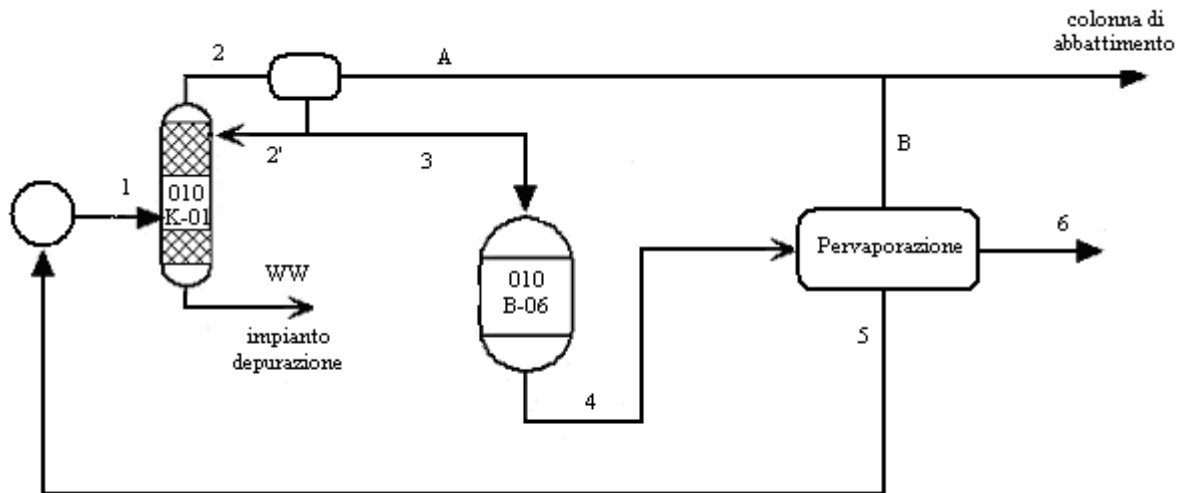 colonna di
abbattimento
2
A
2'
3
B
1
010
K-01
6
Pervaporazione
WW
010
B-06
impianto
depurazione
5
4